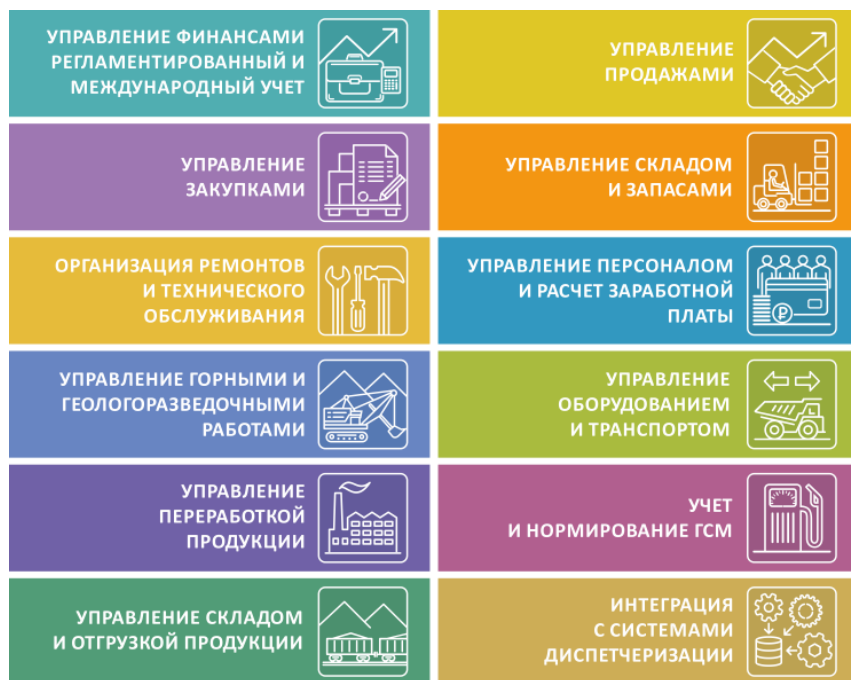 УПРАВЛЕНИЕ ФИНАНСАМИ
РЕГЛАМЕНТИРОВАННЫЙ И
МЕЖДУНАРОДНЫЙ УЧЕТ
УПРАВЛЕНИЕ
ПРОДАЖАМИ
УПРАВЛЕНИЕ
ЗАКУПКАМИ
УПРАВЛЕНИЕ СКЛАДОМ
И ЗАПАСАМИ
ОРГАНИЗАЦИЯ РЕМОНТОВ
И ТЕХНИЧЕСКОГО
ОБСЛУЖИВАНИЯ
УПРАВЛЕНИЕ ПЕРСОНАЛОМ
И РАСЧЕТ ЗАРАБОТНОЙ
ПЛАТЫ
УПРАВЛЕНИЕ ГОРНЫМИ И
ГЕОЛОГОРАЗВЕДОЧНЫМИ
РАБОТАМИ
УПРАВЛЕНИЕ
ОБОРУДОВАНИЕМ
И ТРАНСПОРТОМ
УПРАВЛЕНИЕ
ПЕРЕРАБОТКОЙ
ПРОДУКЦИИ
УЧЕТ
И НОРМИРОВАНИЕ ГСМ
УПРАВЛЕНИЕ СКЛАДОМ
И ОТГРУЗКОЙ ПРОДУКЦИИ
ИНТЕГРАЦИЯ
С СИСТЕМАМИ
ДИСПЕТЧЕРИЗАЦИИ